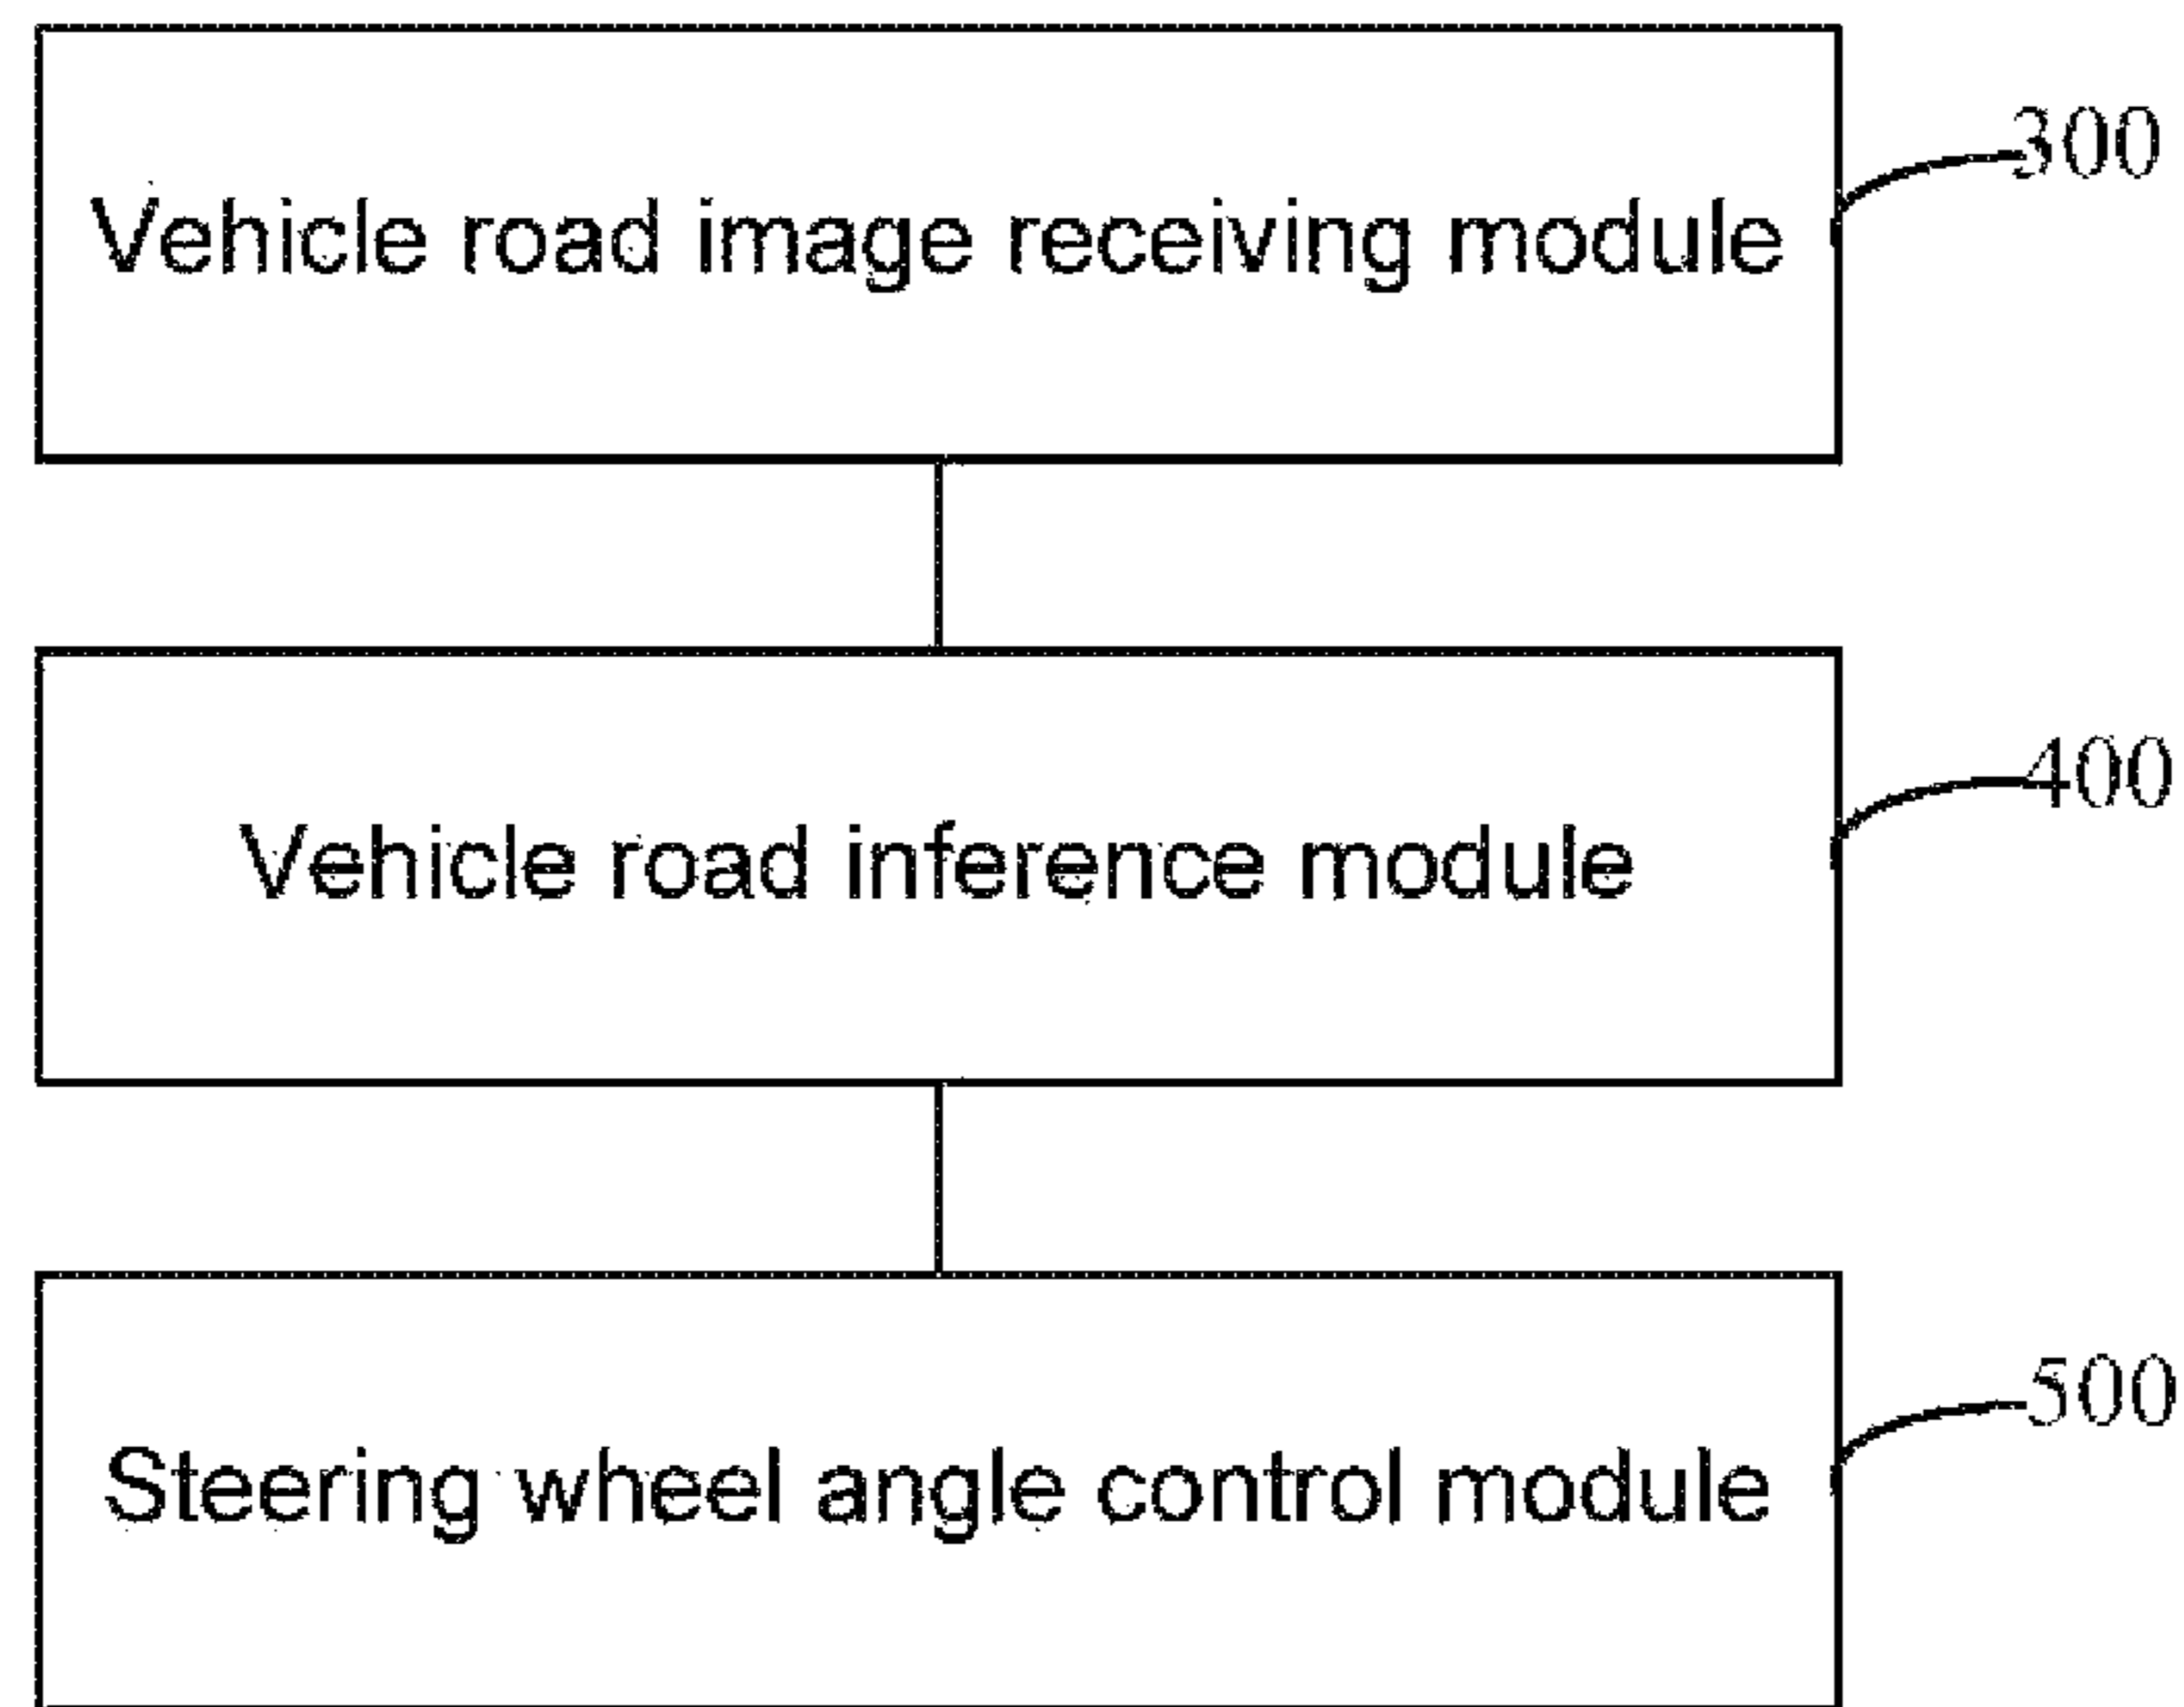 300
Vehicle road image receiving module
400
Vehicle road inference module
500
Steering wheel angle control module